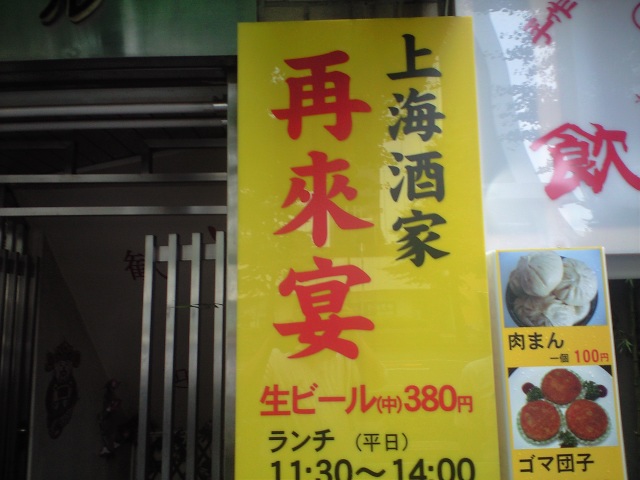 上海酒家
再來宴
生ビール(中)380円
ランチ（平日）
11:30～14:00
飲
肉まん
一個 100円
ゴマ団子